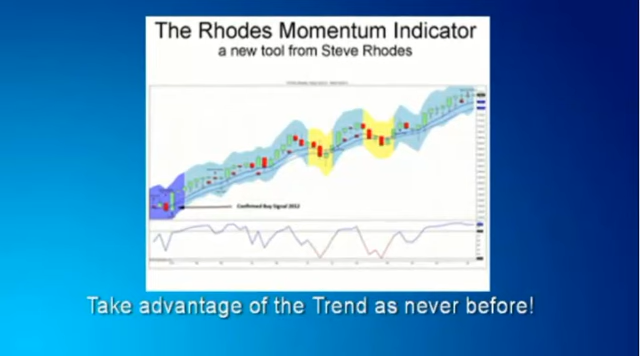 The Rhodes Momentum Indicator
a new tool from Steve Rhodes
Confirmed Buy Signal 2012
Take advantage of the Trend as never before!